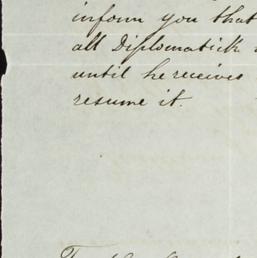 inform you that
all Diplomatick
until he receives
resume it.